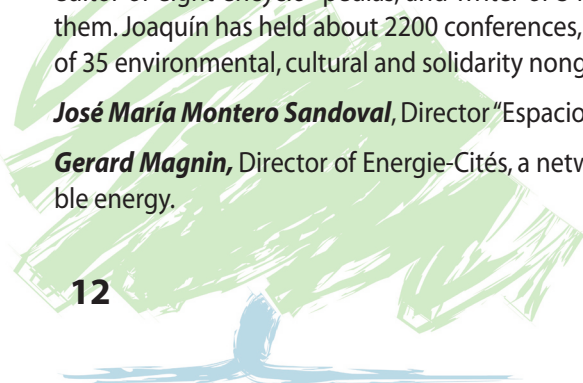 them. Joaquín has held about 2200 conferences,
of 35 environmental, cultural and solidarity nong
José María Montero Sandoval, Director "Espacio
Gerard Magnin, Director of Energie-Cités, a netw
ble energy.
12